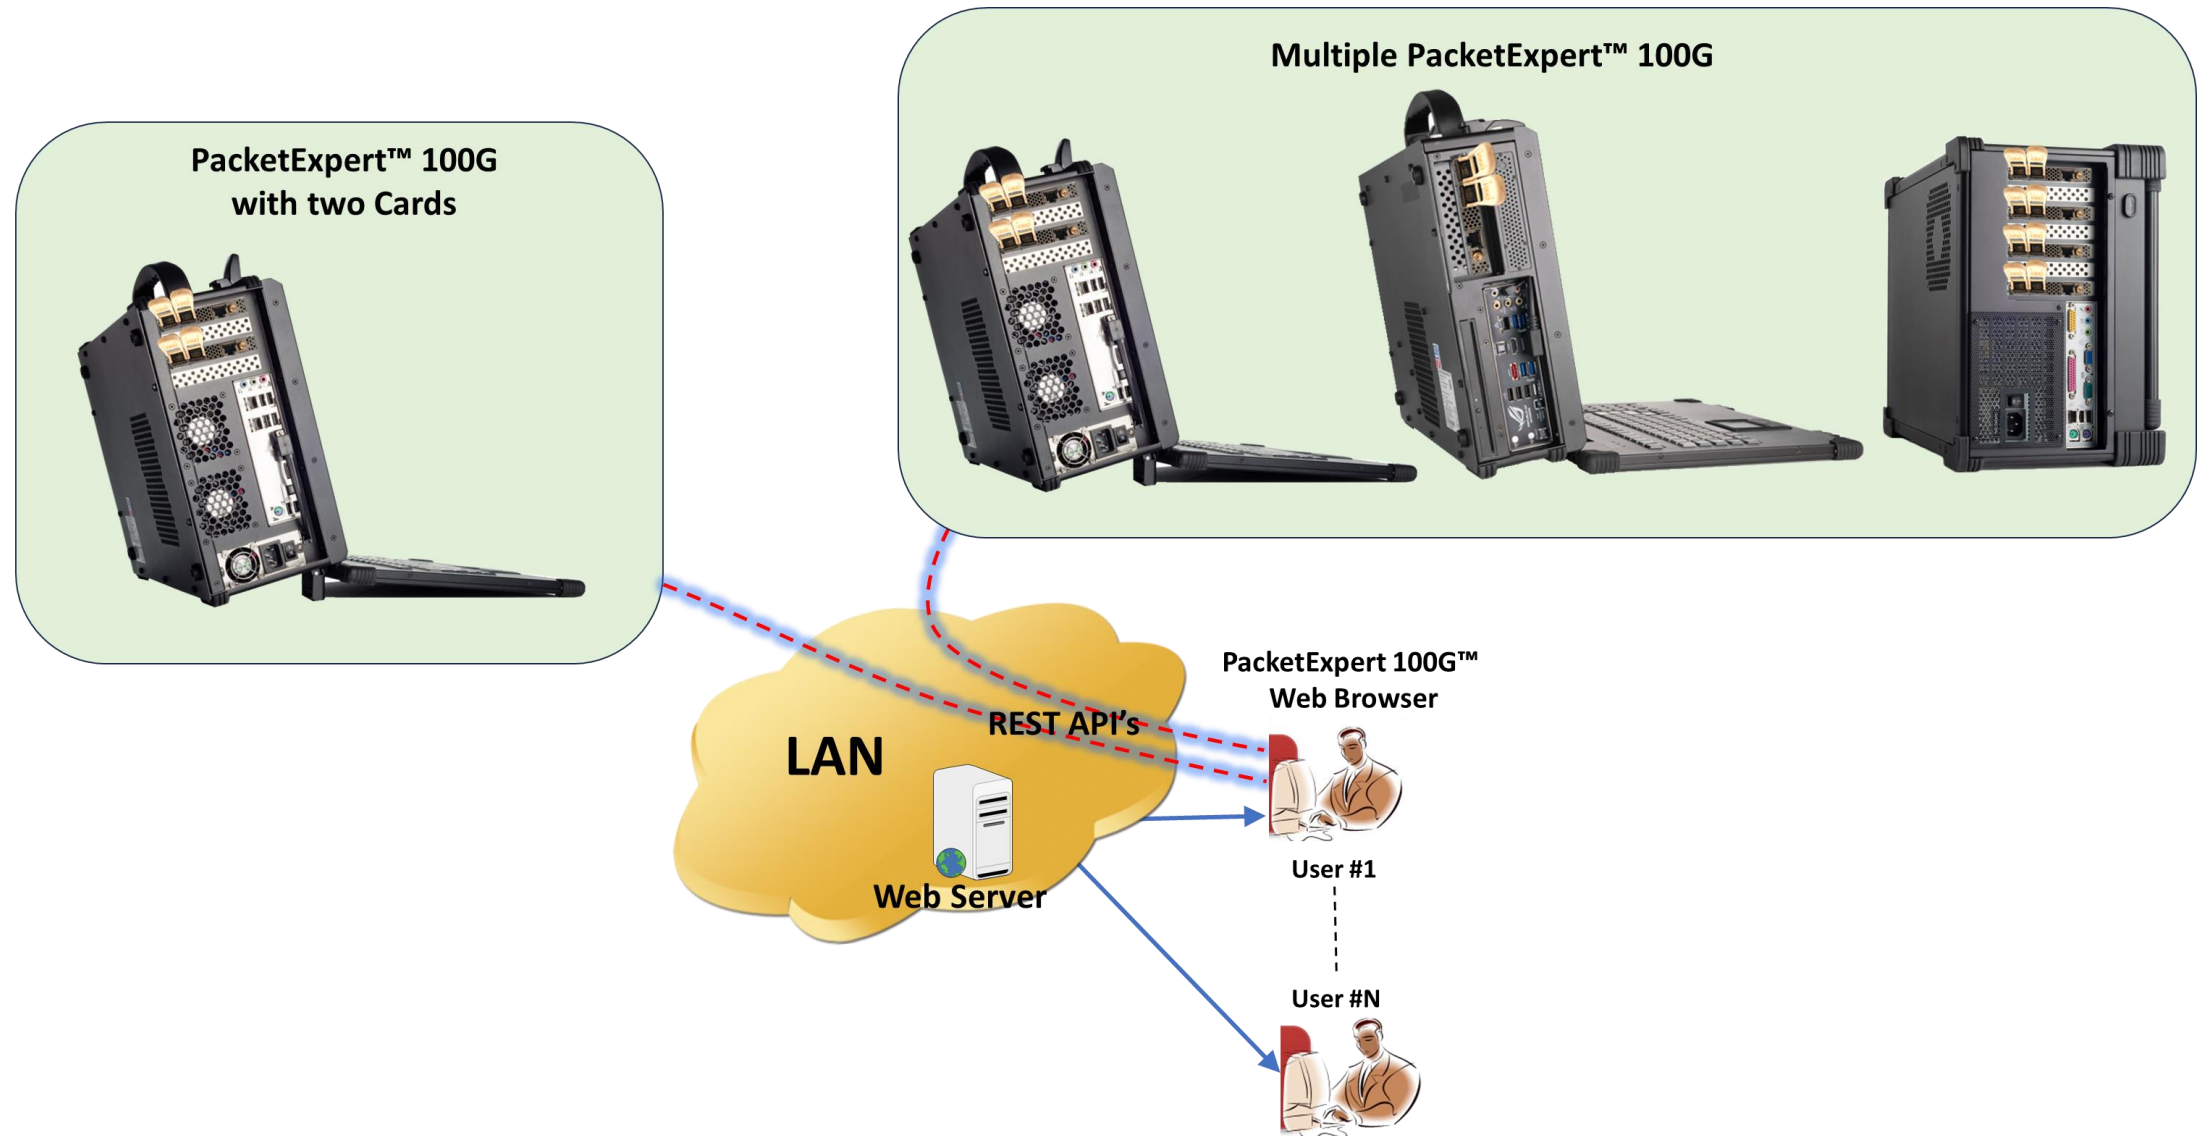 Multiple PacketExpert™ 100G
PacketExpert™ 100G
with two Cards
PacketExpert 100G™
Web Browser
REST API's
LAN
Web Server
User #1
User #N